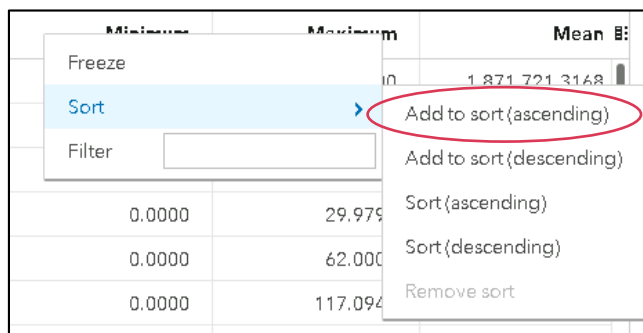 Minimum Maximum Mean
Freeze
1,871,721.3168
Sort
Add to sort (ascending)
Filter
Add to sort (descending)
Sort (ascending)
0.0000 29.979
Sort (descending)
0.0000 62.000
Remove sort
0.0000 117.094